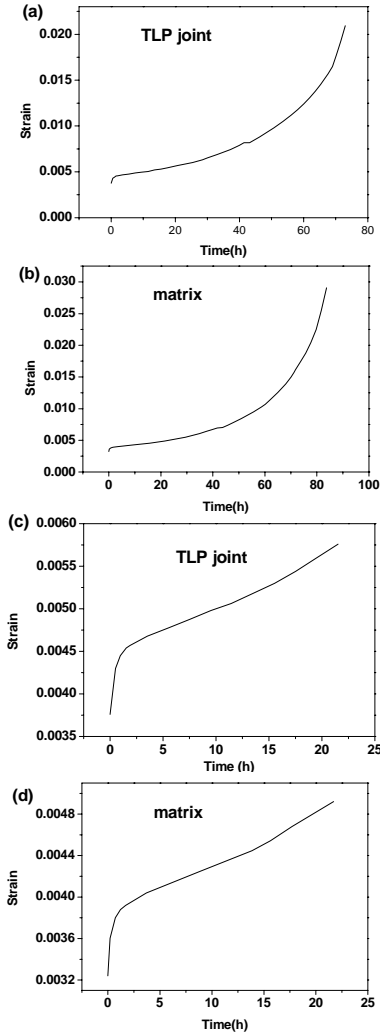 (a)
TLP joint
0.020
0.015
0.010
0.005
0.000
Strain
0 20 40 60 80
Time(h)
(b)
matrix
0.030
0.025
0.020
0.015
0.010
0.005
0.000
Strain
0 20 40 60 80 100
Time(h)
(c)
TLP joint
0.0060
0.0055
0.0050
0.0045
0.0040
0.0035
Strain
0 5 10 15 20 25
Time (h)
(d)
matrix
0.0048
0.0044
0.0040
0.0036
0.0032
Strain
0 5 10 15 20 25
Time(h)